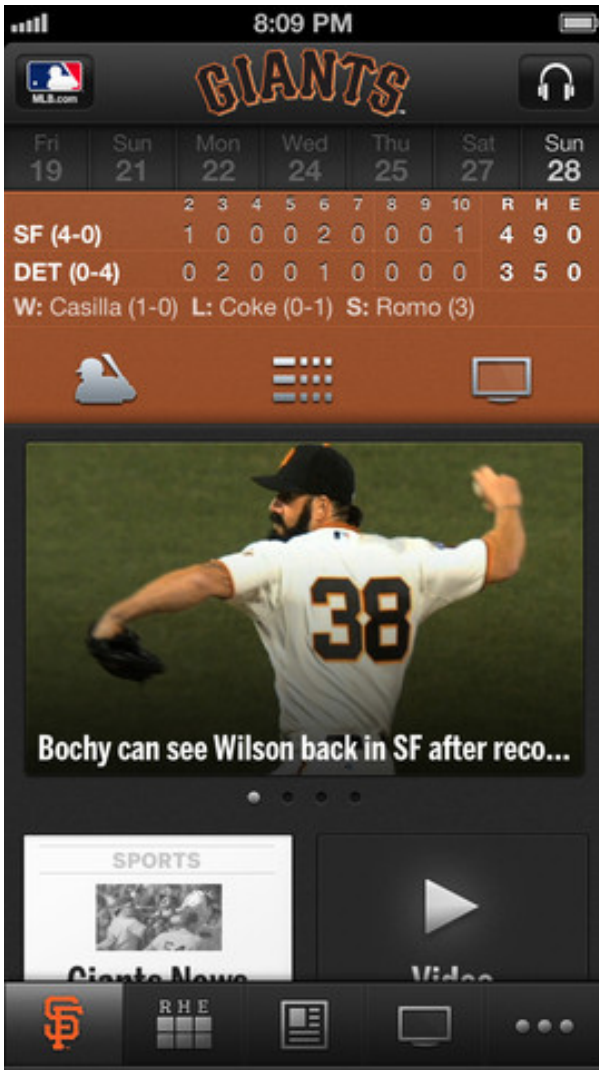 8:09 PM
MLB.com
GIANTS
Fri Sun Mon Wed Thu Sat Sun
19 21 22 24 25 27 28
2 3 4 5 6 7 8 9 10 R H E
SF (4-0) 1 0 0 0 2 0 0 0 1 4 9 0
DET (0-4) 0 2 0 0 1 0 0 0 0 3 5 0
W: Casilla (1-0) L: Coke (0-1) S: Romo (3)
38
Bochy can see Wilson back in SF after reco...
SPORTS
Giants News
Video
SF
R H E